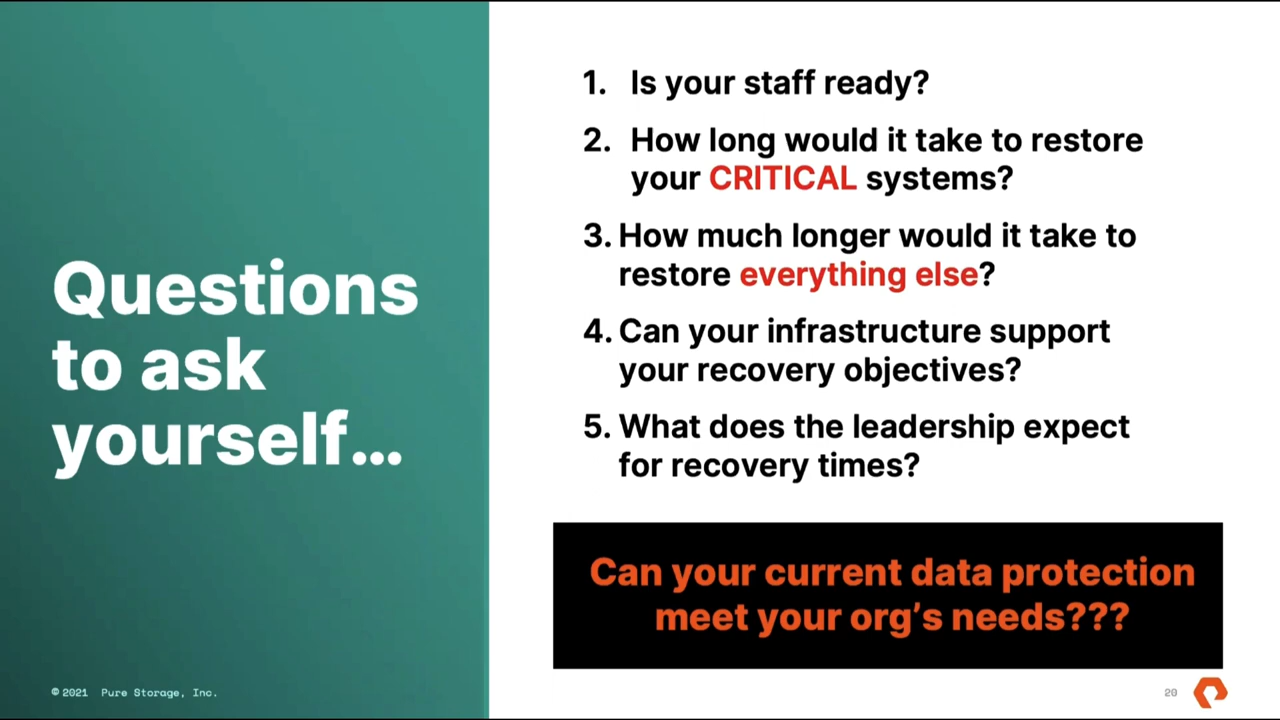 Questions
to ask
yourself...
1. Is your staff ready?
2. How long would it take to restore
your CRITICAL systems?
3. How much longer would it take to
restore everything else?
4. Can your infrastructure support
your recovery objectives?
5. What does the leadership expect
for recovery times?
Can your current data protection
meet your org’s needs???
© 2021 Pure Storage, Inc.
20